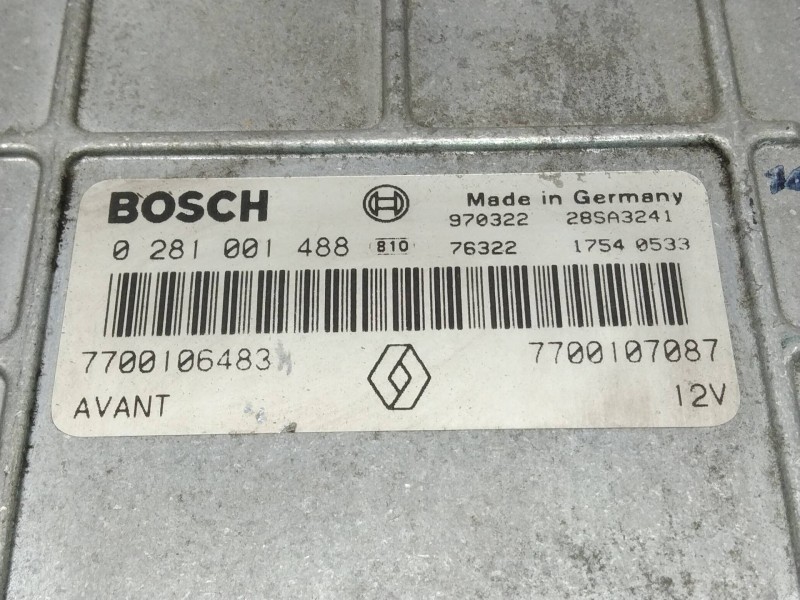 BOSCH Made in Germany
970322 28SA3241
0 281 001 488 810 76322 1754 0533
7700106483 7700107087
AVANT 12V